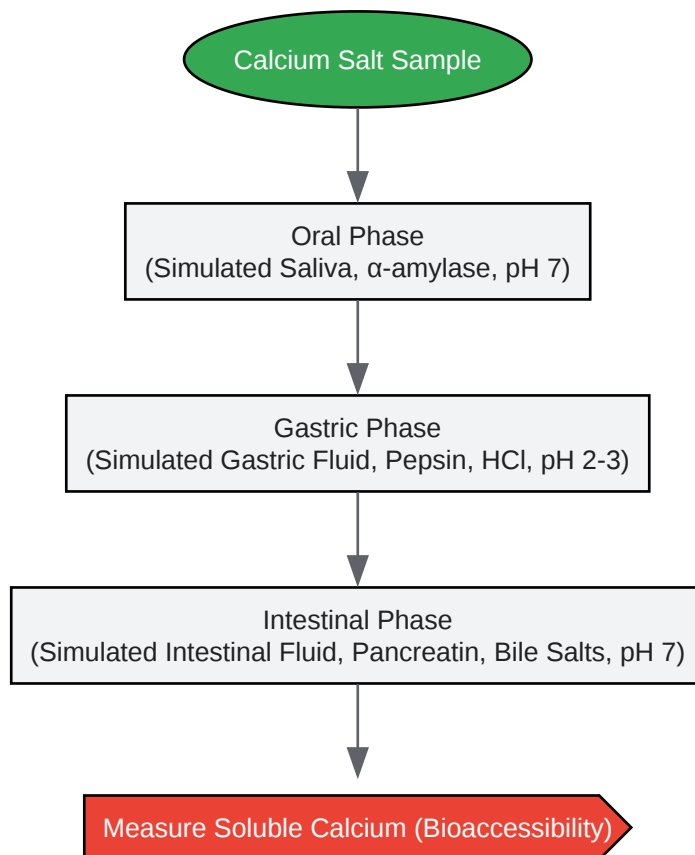 Calcium Salt Sample
Oral Phase
(Simulated Saliva, α-amylase, pH 7)
Gastric Phase
(Simulated Gastric Fluid, Pepsin, HCl, pH 2-3)
Intestinal Phase
(Simulated Intestinal Fluid, Pancreatin, Bile Salts, pH 7)
Measure Soluble Calcium (Bioaccessibility)